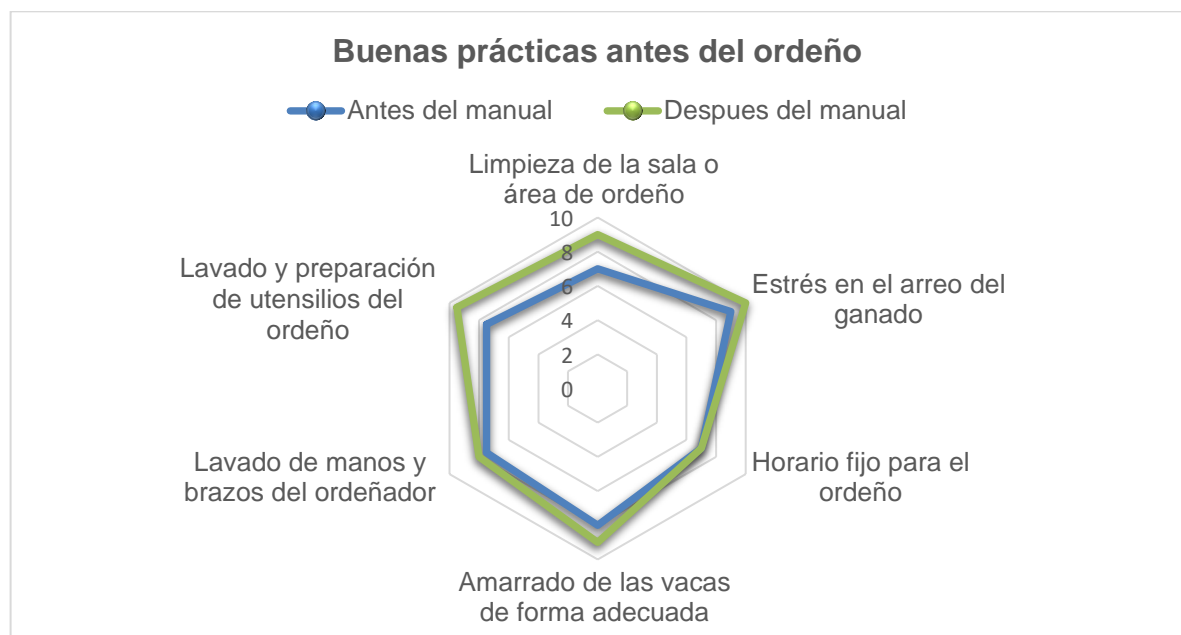 Buenas prácticas antes del ordeño
Antes del manual
Despues del manual
Limpieza de la sala o
área de ordeño
10
8
6
4
2
0
Estrés en el arreo del
ganado
Horario fijo para el
ordeño
Amarrado de las vacas
de forma adecuada
Lavado de manos y
brazos del ordeñador
Lavado y preparación
de utensilios del
ordeño